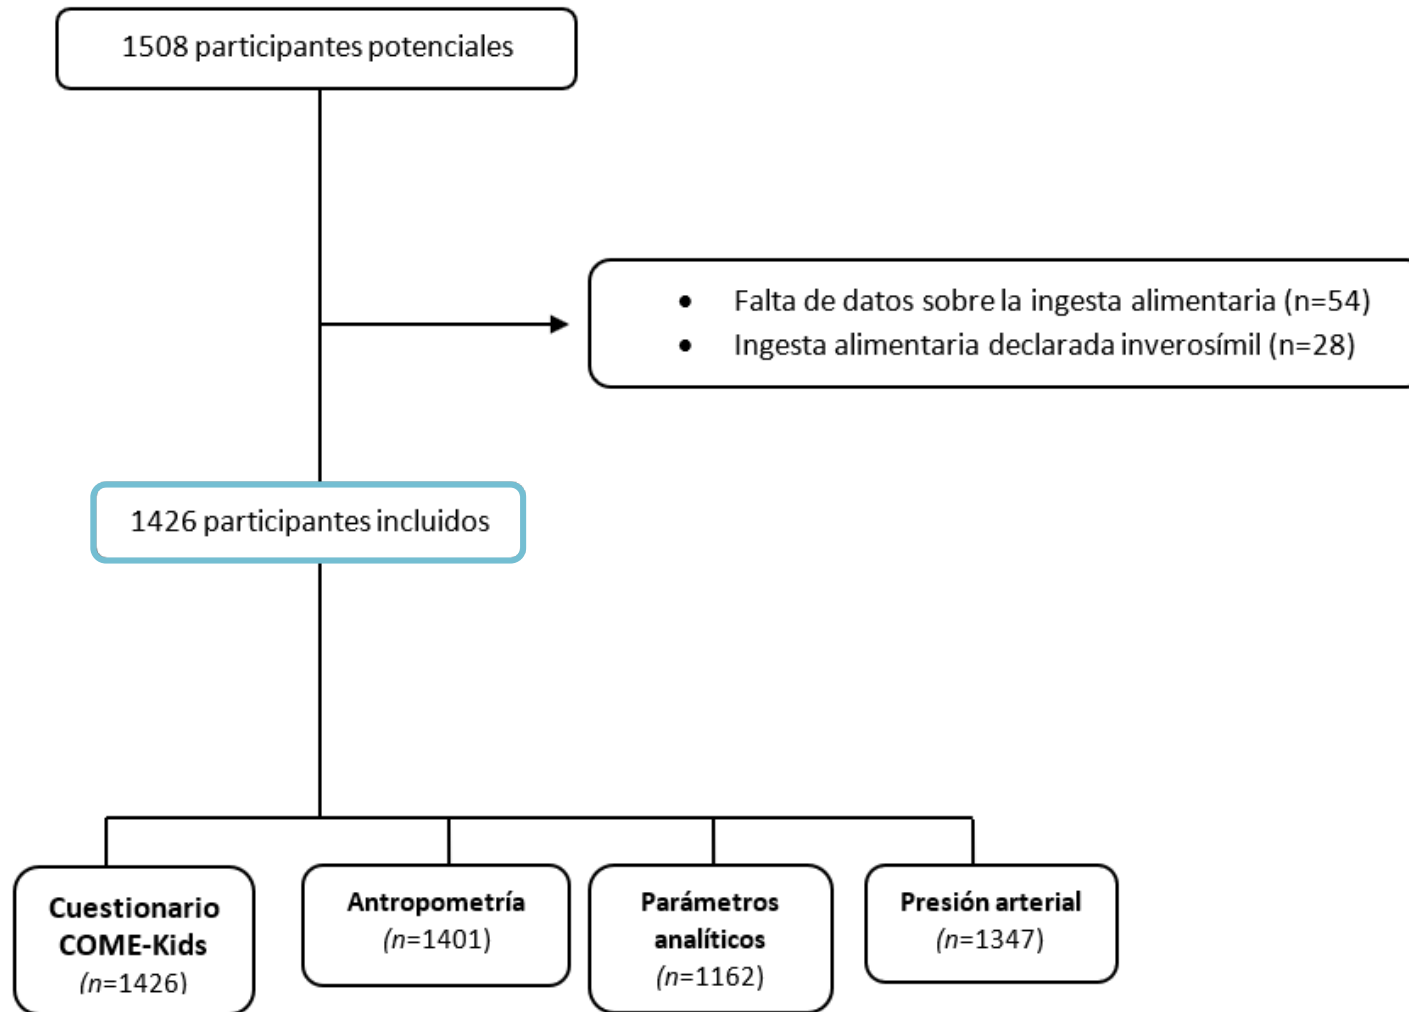 1508 participantes potenciales
• Falta de datos sobre la ingesta alimentaria (n=54)
• Ingesta alimentaria declarada inverosímil (n=28)
1426 participantes incluidos
Cuestionario
COME-Kids
(n=1426)
Antropometría
(n=1401)
Parámetros
analíticos
(n=1162)
Presión arterial
(n=1347)